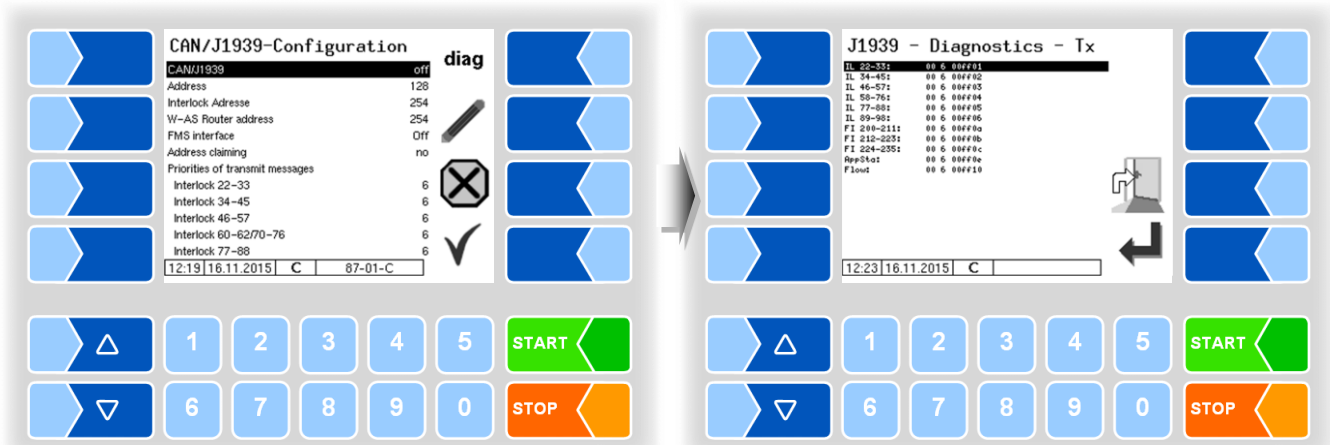 CAN/J1939-Configuration
diag
CAN/J1939 off
Address 128
Interlock Adresse 254
W-AS Router address 254
FMS interface Off
Address claiming no
Priorities of transmit messages
Interlock 22-33 6
Interlock 34-45 6
Interlock 46-57 6
Interlock 60-62/70-76 6
Interlock 77-88 6
12:19 16.11.2015 C 87-01-C
1 2 3 4 5 START
6 7 8 9 0 STOP
J1939 - Diagnostics - Tx
IL 22-33: 00 6 00ff01
IL 34-45: 00 6 00ff02
IL 46-57: 00 6 00ff03
IL 58-76: 00 6 00ff04
IL 77-88: 00 6 00ff05
IL 89-98: 00 6 00ff06
FI 200-211: 00 6 00ff0a
FI 212-223: 00 6 00ff0b
FI 224-235: 00 6 00ff0c
AppSta: 00 6 00ff0e
Flow: 00 6 00ff10
12:23 16.11.2015 C
1 2 3 4 5 START
6 7 8 9 0 STOP